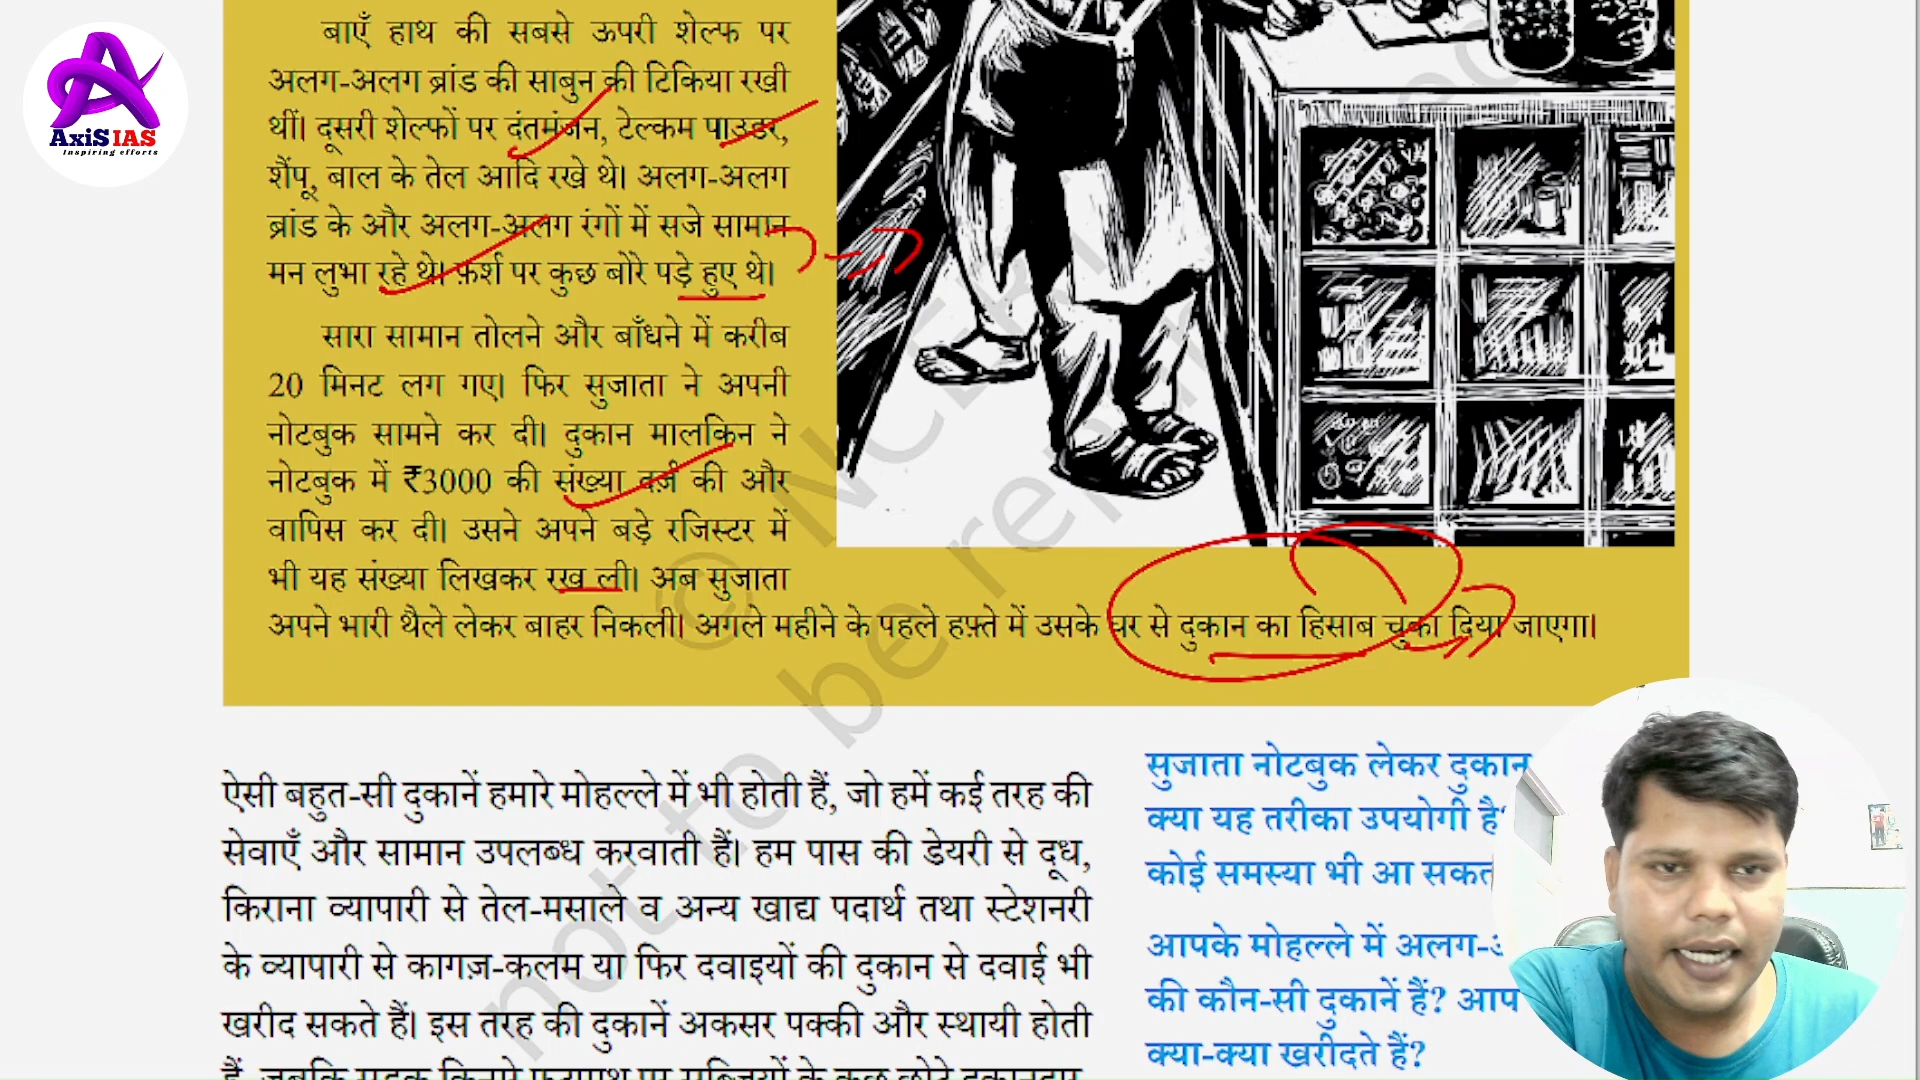 AxiS IAS
Inspiring efforts
बाएँ हाथ की सबसे ऊपरी शेल्फ पर
अलग-अलग ब्रांड की साबुन की टिकिया रखी
थीं। दूसरी शेल्फों पर दंतमंजन, टेल्कम पाउडर,
शैंपू, बाल के तेल आदि रखे थे। अलग-अलग
ब्रांड के और अलग-अलग रंगों में सजे सामान
मन लुभा रहे थे। फ़र्श पर कुछ बोरे पड़े हुए थे।
सारा सामान तोलने और बाँधने में करीब
20 मिनट लग गए। फिर सुजाता ने अपनी
नोटबुक सामने कर दी। दुकान मालकिन ने
नोटबुक में ₹3000 की संख्या दर्ज़ की और
वापिस कर दी। उसने अपने बड़े रजिस्टर में
भी यह संख्या लिखकर रख ली। अब सुजाता
अपने भारी थैले लेकर बाहर निकली। अगले महीने के पहले हफ़्ते में उसके घर से दुकान का हिसाब चुका दिया जाएगा।
ऐसी बहुत-सी दुकानें हमारे मोहल्ले में भी होती हैं, जो हमें कई तरह की
सेवाएँ और सामान उपलब्ध करवाती हैं। हम पास की डेयरी से दूध,
किराना व्यापारी से तेल-मसाले व अन्य खाद्य पदार्थ तथा स्टेशनरी
के व्यापारी से कागज़-कलम या फिर दवाइयों की दुकान से दवाई भी
खरीद सकते हैं। इस तरह की दुकानें अकसर पक्की और स्थायी होती
सुजाता नोटबुक लेकर दुकान
क्या यह तरीका उपयोगी है
कोई समस्या भी आ
आपके मोहल्ले में
की कौन-सी दुकानें हैं? आप
क्या-क्या खरीदते हैं?
© NCERT
not to be